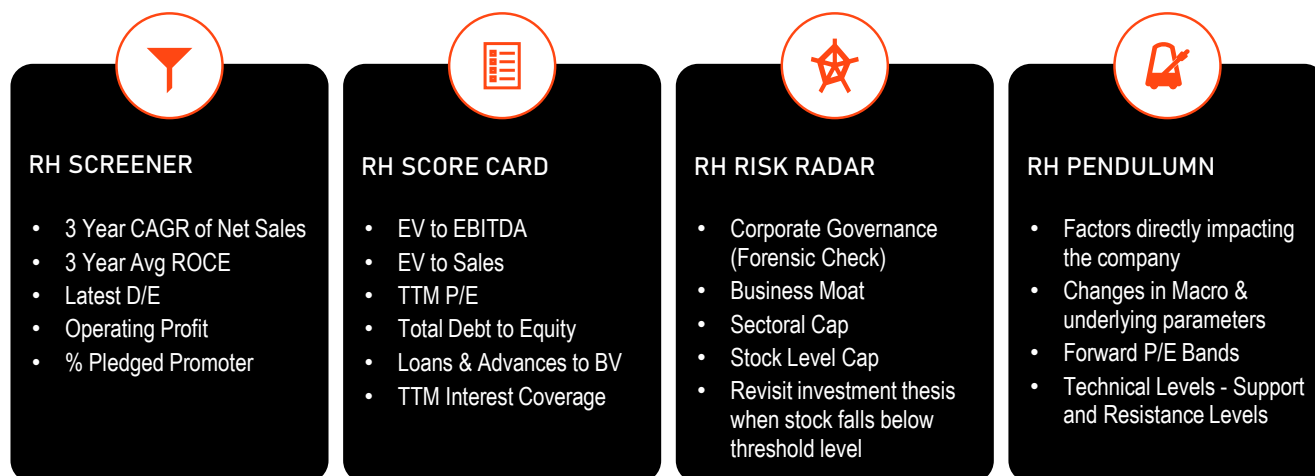 RH SCREENER
• 3 Year CAGR of Net Sales
• 3 Year Avg ROCE
• Latest D/E
• Operating Profit
• % Pledged Promoter
RH SCORE CARD
• EV to EBITDA
• EV to Sales
• TTM P/E
• Total Debt to Equity
• Loans & Advances to BV
• TTM Interest Coverage
RH RISK RADAR
• Corporate Governance
(Forensic Check)
• Business Moat
• Sectoral Cap
• Stock Level Cap
• Revisit investment thesis
when stock falls below
threshold level
RH PENDULUMN
• Factors directly impacting
the company
• Changes in Macro &
underlying parameters
• Forward P/E Bands
• Technical Levels - Support
and Resistance Levels